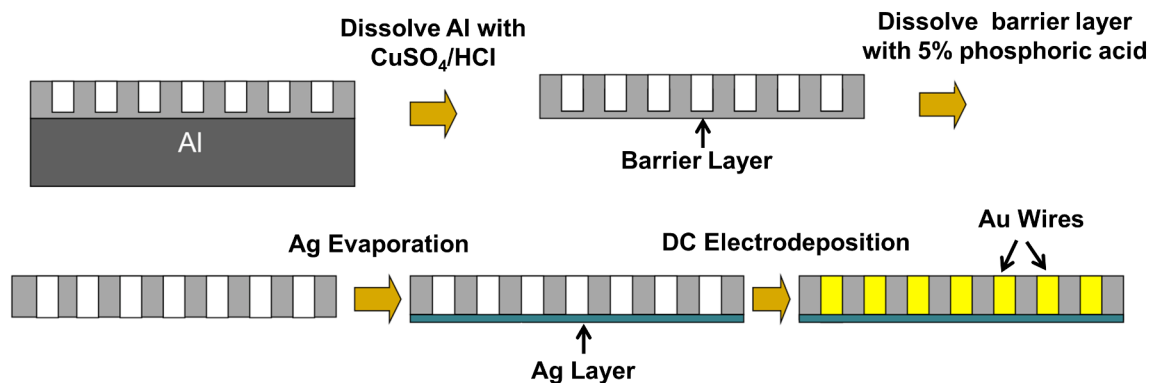 Dissolve Al with
CuSO₄/HCl
Dissolve barrier layer
with 5% phosphoric acid
Al
Barrier Layer
Ag Evaporation
DC Electrodeposition
Au Wires
Ag Layer